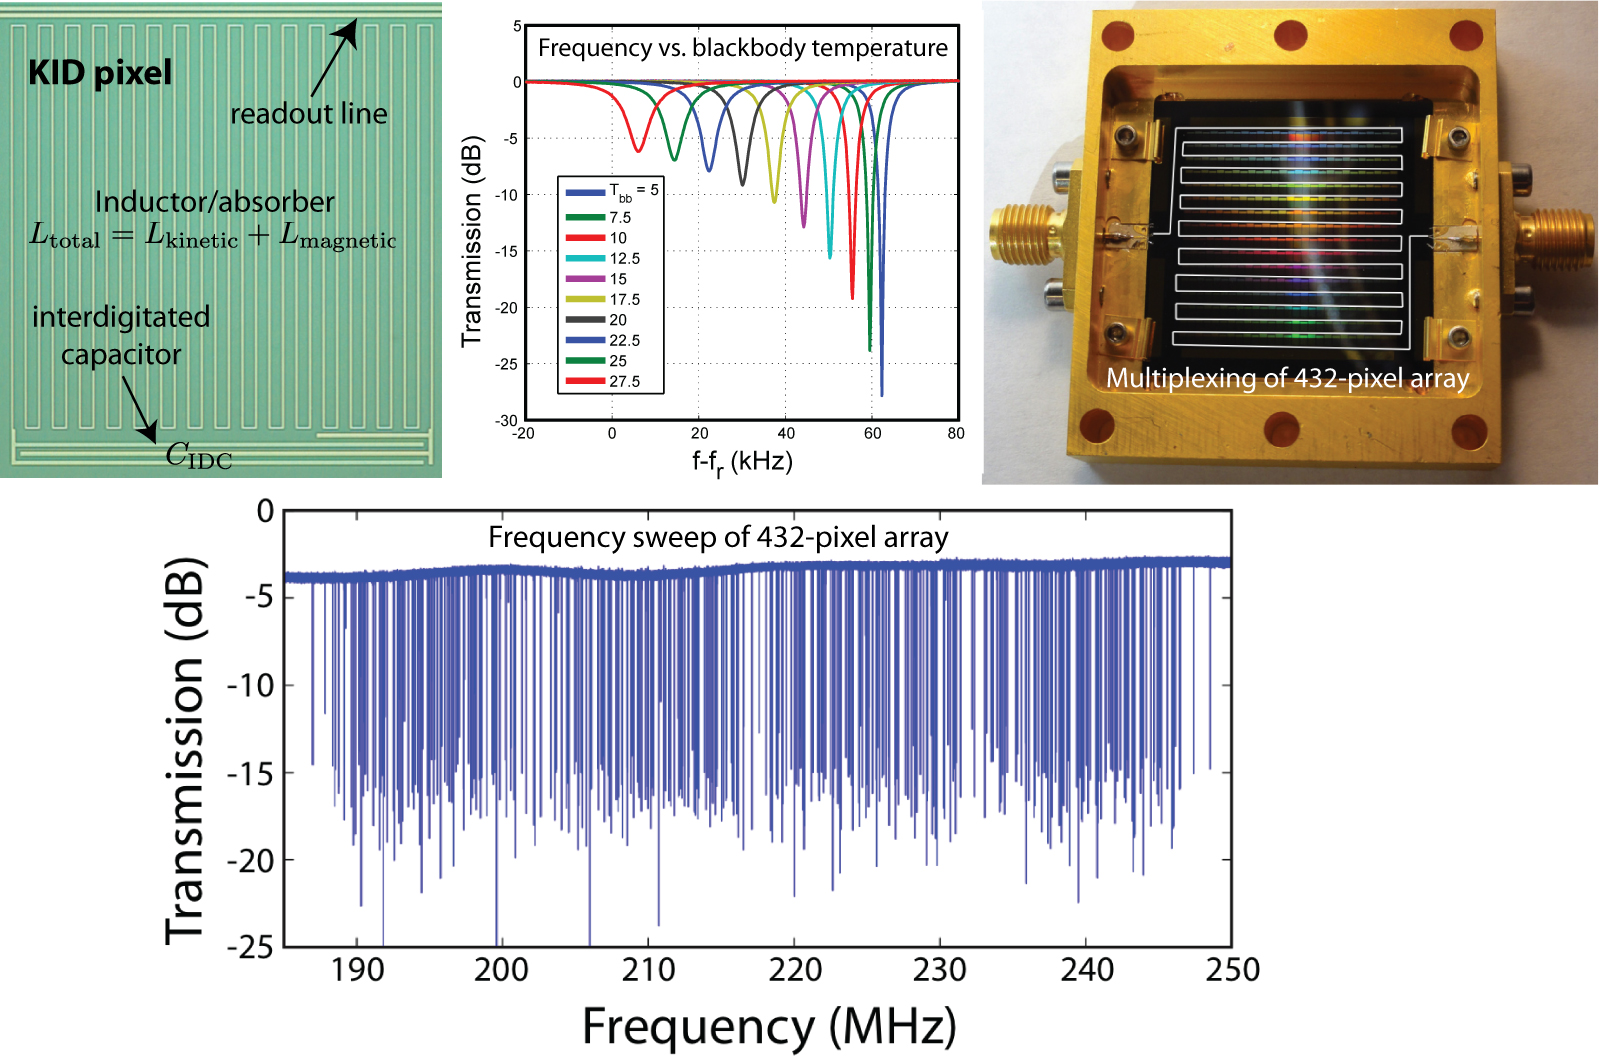 KID pixel
readout line
Inductor/absorber
L_total = L_kinetic + L_magnetic
interdigitated
capacitor
C_IDC
Frequency vs. blackbody temperature
Transmission (dB)
5
0
-5
-10
-15
-20
-25
-30
T_bb = 5
7.5
10
12.5
15
17.5
20
22.5
25
27.5
-20
0
20
40
60
80
f-f_r (kHz)
Multiplexing of 432-pixel array
Frequency sweep of 432-pixel array
Transmission (dB)
0
-5
-10
-15
-20
-25
190
200
210
220
230
240
250
Frequency (MHz)